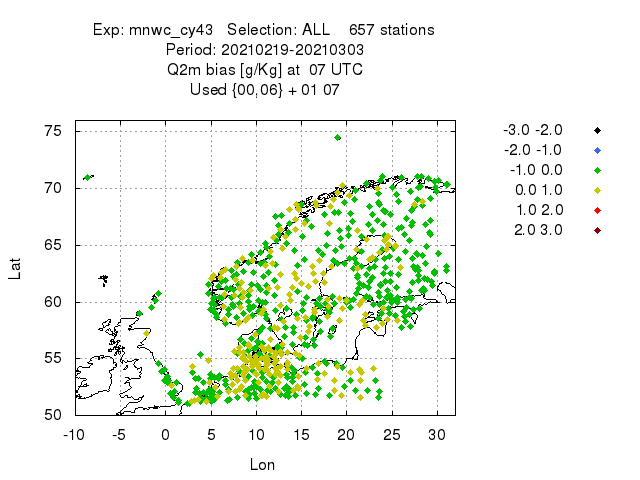 Exp: mnwc_cy43 Selection: ALL 657 stations
Period: 20210219-20210303
Q2m bias [g/Kg] at 07 UTC
Used {00,06} + 01 07
-3.0 -2.0
-2.0 -1.0
-1.0 0.0
0.0 1.0
1.0 2.0
2.0 3.0
75
70
65
60
55
50
Lat
-10 -5 0 5 10 15 20 25 30
Lon